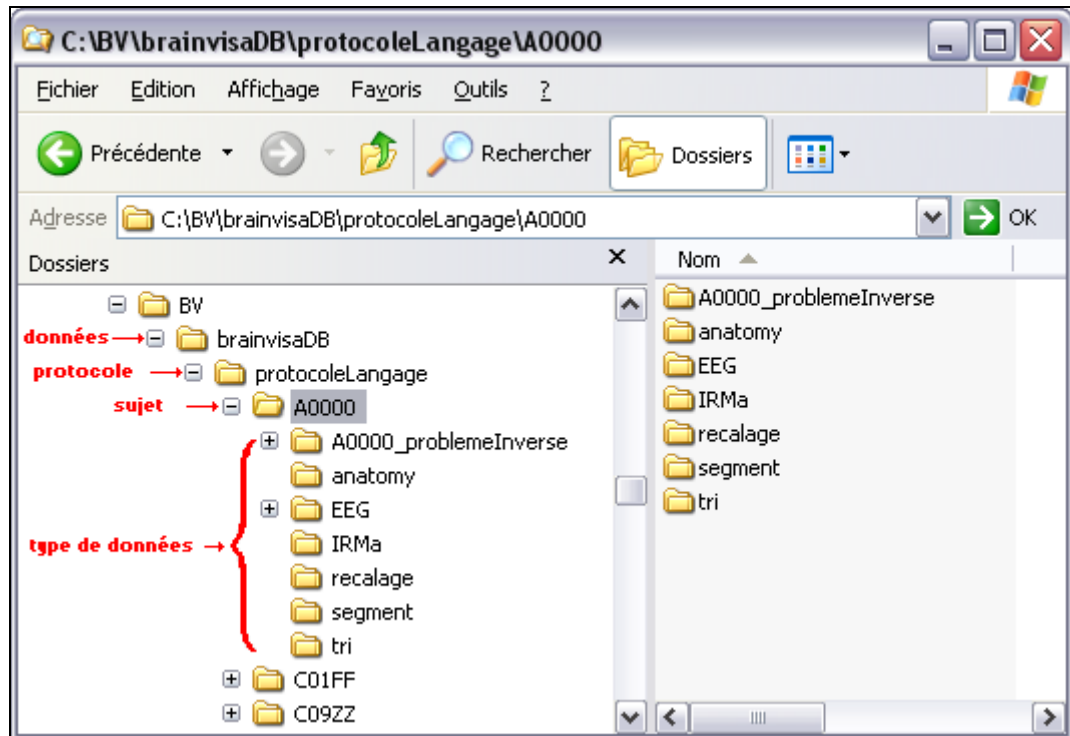 C:\BV\brainvisaDB\protocoleLangage\A0000
Fichier Edition Affichage Favoris Outils ?
Précédente Rechercher Dossiers
Adresse C:\BV\brainvisaDB\protocoleLangage\A0000 OK
Dossiers
BV
données brainvisaDB
protocole protocoleLangage
sujet A0000
A0000_problemeInverse
anatomy
EEG
type de données IRMa
recalage
segment
tri
C01FF
C09ZZ
Nom
A0000_problemeInverse
anatomy
EEG
IRMa
recalage
segment
tri